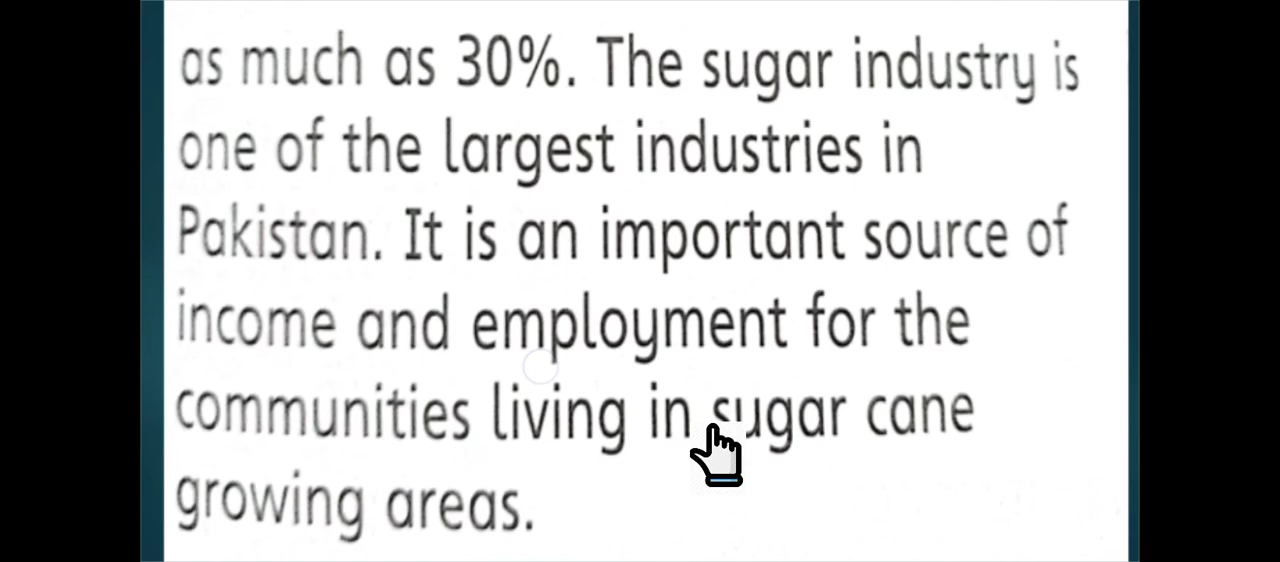 as much as 30%. The sugar industry is
one of the largest industries in
Pakistan. It is an important source of
income and employment for the
communities living in sugar cane
growing areas.